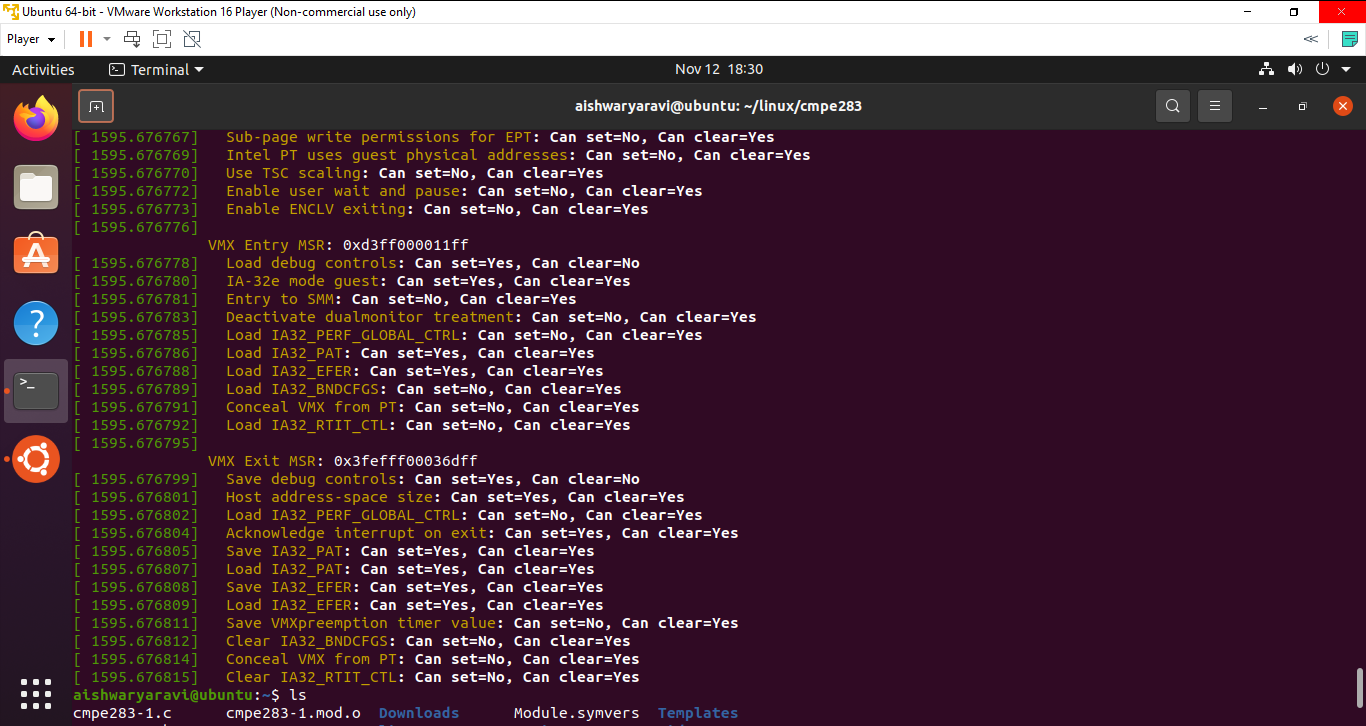 Ubuntu 64-bit - VMware Workstation 16 Player (Non-commercial use only)
Player
Activities Terminal Nov 12 18:30
aishwaryaravi@ubuntu: ~/linux/cmpe283
[ 1595.676767] Sub-page write permissions for EPT: Can set=No, Can clear=Yes
[ 1595.676769] Intel PT uses guest physical addresses: Can set=No, Can clear=Yes
[ 1595.676770] Use TSC scaling: Can set=No, Can clear=Yes
[ 1595.676772] Enable user wait and pause: Can set=No, Can clear=Yes
[ 1595.676773] Enable ENCLV exiting: Can set=No, Can clear=Yes
[ 1595.676776]
VMX Entry MSR: 0xd3ff000011ff
[ 1595.676778] Load debug controls: Can set=Yes, Can clear=No
[ 1595.676780] IA-32e mode guest: Can set=Yes, Can clear=Yes
[ 1595.676781] Entry to SMM: Can set=No, Can clear=Yes
[ 1595.676783] Deactivate dualmonitor treatment: Can set=No, Can clear=Yes
[ 1595.676785] Load IA32_PERF_GLOBAL_CTRL: Can set=No, Can clear=Yes
[ 1595.676786] Load IA32_PAT: Can set=Yes, Can clear=Yes
[ 1595.676788] Load IA32_EFER: Can set=Yes, Can clear=Yes
[ 1595.676789] Load IA32_BNDCFGS: Can set=No, Can clear=Yes
[ 1595.676791] Conceal VMX from PT: Can set=No, Can clear=Yes
[ 1595.676792] Load IA32_RTIT_CTL: Can set=No, Can clear=Yes
[ 1595.676795]
VMX Exit MSR: 0x3fefff00036dff
[ 1595.676799] Save debug controls: Can set=Yes, Can clear=No
[ 1595.676801] Host address-space size: Can set=Yes, Can clear=Yes
[ 1595.676802] Load IA32_PERF_GLOBAL_CTRL: Can set=No, Can clear=Yes
[ 1595.676804] Acknowledge interrupt on exit: Can set=Yes, Can clear=Yes
[ 1595.676805] Save IA32_PAT: Can set=Yes, Can clear=Yes
[ 1595.676807] Load IA32_PAT: Can set=Yes, Can clear=Yes
[ 1595.676808] Save IA32_EFER: Can set=Yes, Can clear=Yes
[ 1595.676809] Load IA32_EFER: Can set=Yes, Can clear=Yes
[ 1595.676811] Save VMXpreemption timer value: Can set=No, Can clear=Yes
[ 1595.676812] Clear IA32_BNDCFGS: Can set=No, Can clear=Yes
[ 1595.676814] Conceal VMX from PT: Can set=No, Can clear=Yes
[ 1595.676815] Clear IA32_RTIT_CTL: Can set=No, Can clear=Yes
aishwaryaravi@ubuntu:~$ ls
cmpe283-1.c cmpe283-1.mod.o Downloads Module.symvers Templates